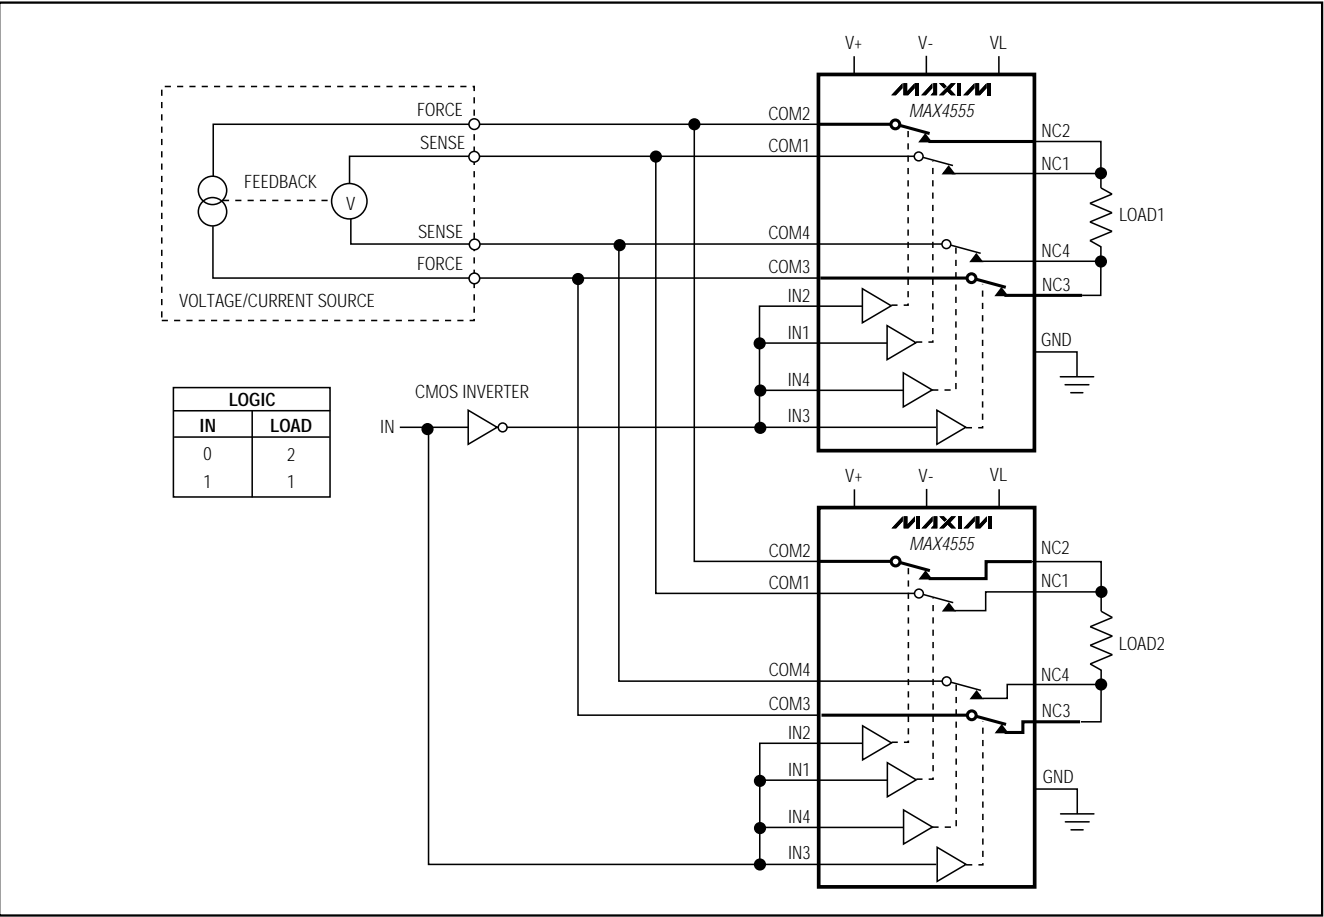 V+ V- VL
MAXIM
MAX4555
FORCE
SENSE
FEEDBACK
V
SENSE
FORCE
VOLTAGE/CURRENT SOURCE
COM2
COM1
COM4
COM3
IN2
IN1
IN4
IN3
NC2
NC1
LOAD1
NC4
NC3
GND
LOGIC
IN LOAD
0 2
1 1
CMOS INVERTER
IN
V+ V- VL
MAXIM
MAX4555
COM2
COM1
COM4
COM3
IN2
IN1
IN4
IN3
NC2
NC1
LOAD2
NC4
NC3
GND